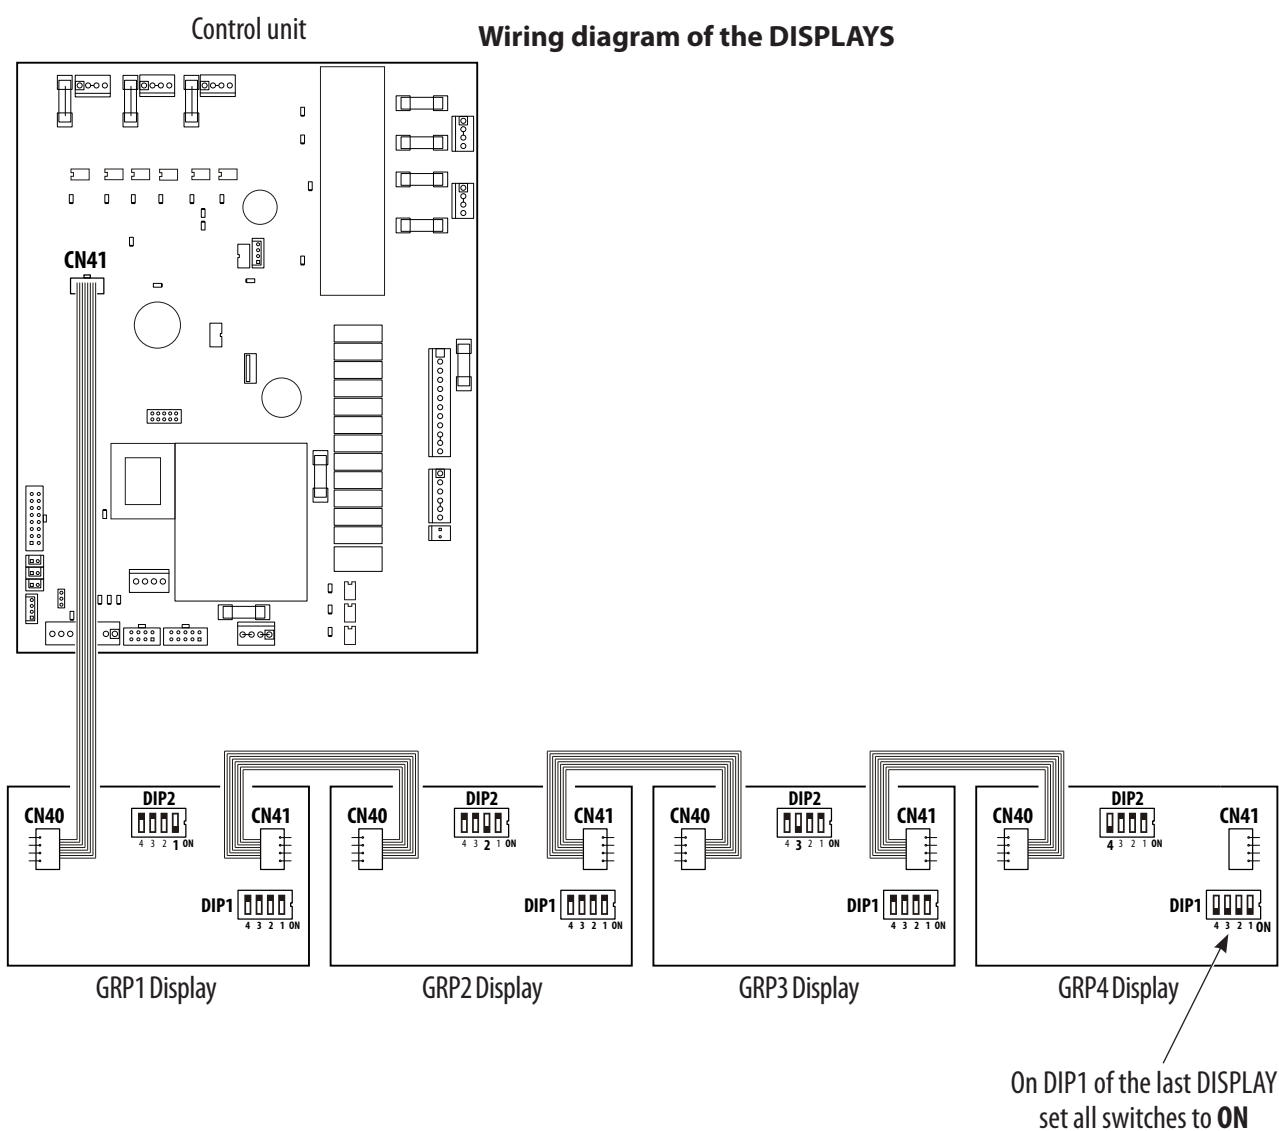 Control unit
Wiring diagram of the DISPLAYS
CN41
CN40
DIP2
4 3 2 1 ON
CN41
DIP1
4 3 2 1 ON
GRP1 Display
CN40
DIP2
4 3 2 1 ON
CN41
DIP1
4 3 2 1 ON
GRP2 Display
CN40
DIP2
4 3 2 1 ON
CN41
DIP1
4 3 2 1 ON
GRP3 Display
CN40
DIP2
4 3 2 1 ON
CN41
DIP1
4 3 2 1 ON
GRP4 Display
On DIP1 of the last DISPLAY
set all switches to ON